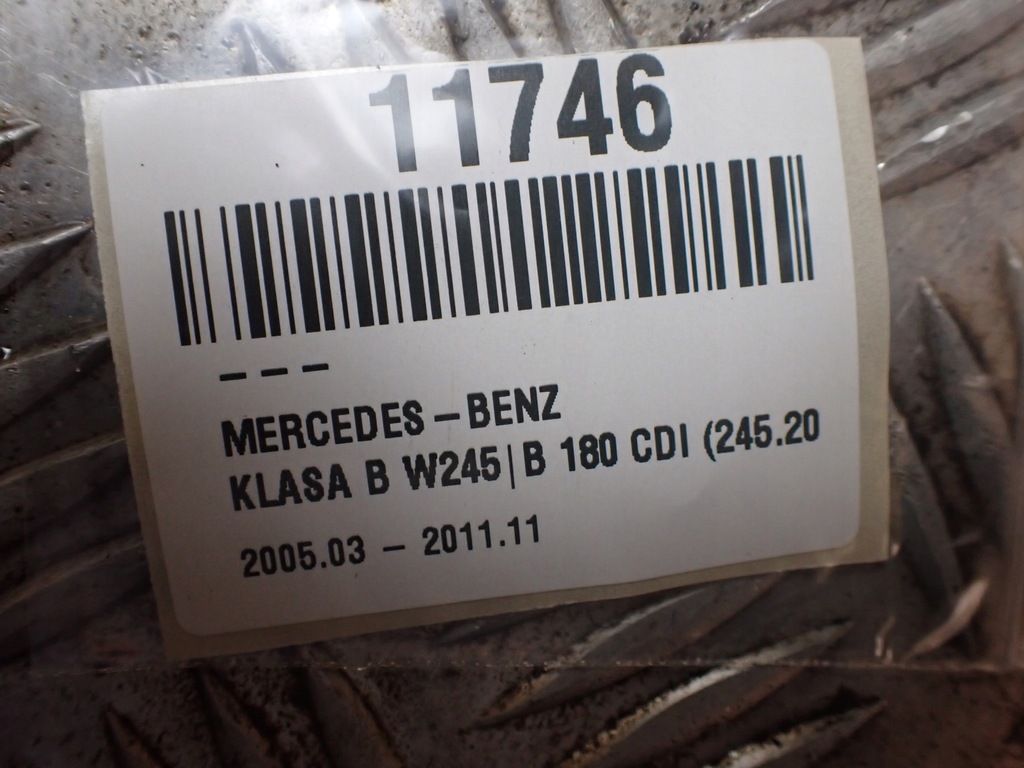 11746
– – –
MERCEDES – BENZ
KLASA B W245|B 180 CDI (245.20
2005.03 – 2011.11